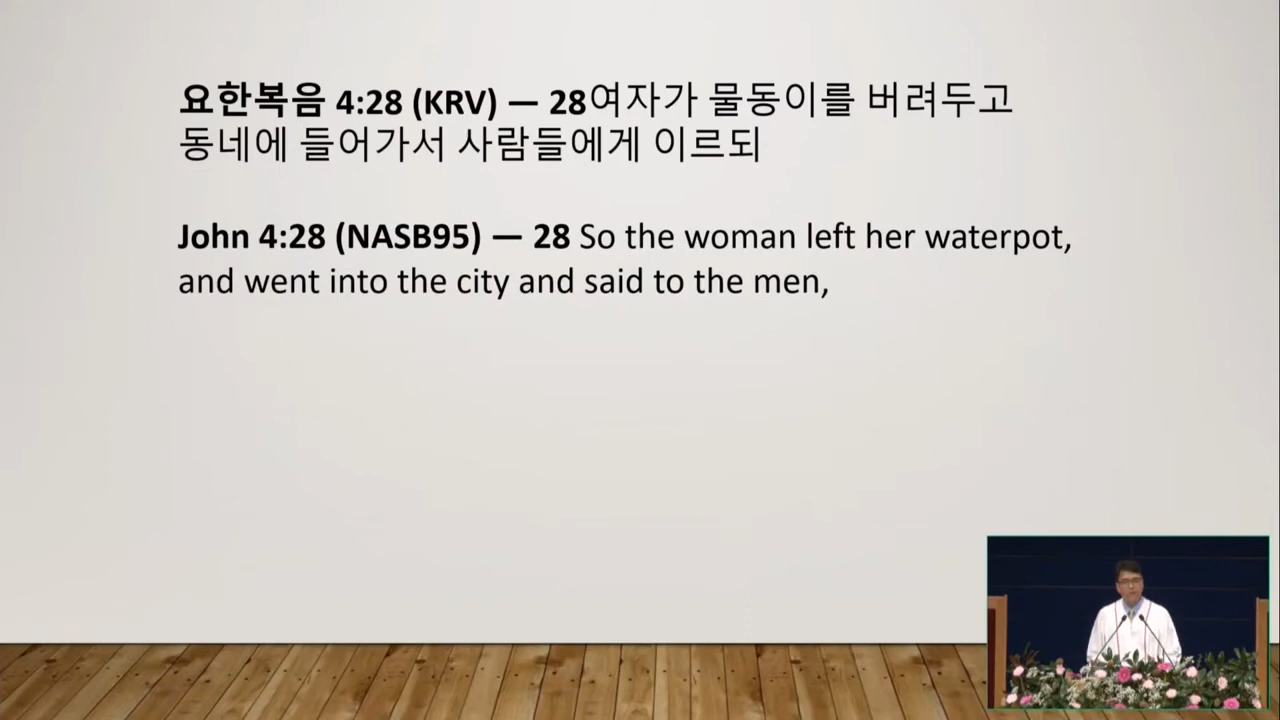 요한복음 4:28 (KRV) — 28여자가 물동이를 버려두고
동네에 들어가서 사람들에게 이르되
John 4:28 (NASB95) — 28 So the woman left her waterpot,
and went into the city and said to the men,